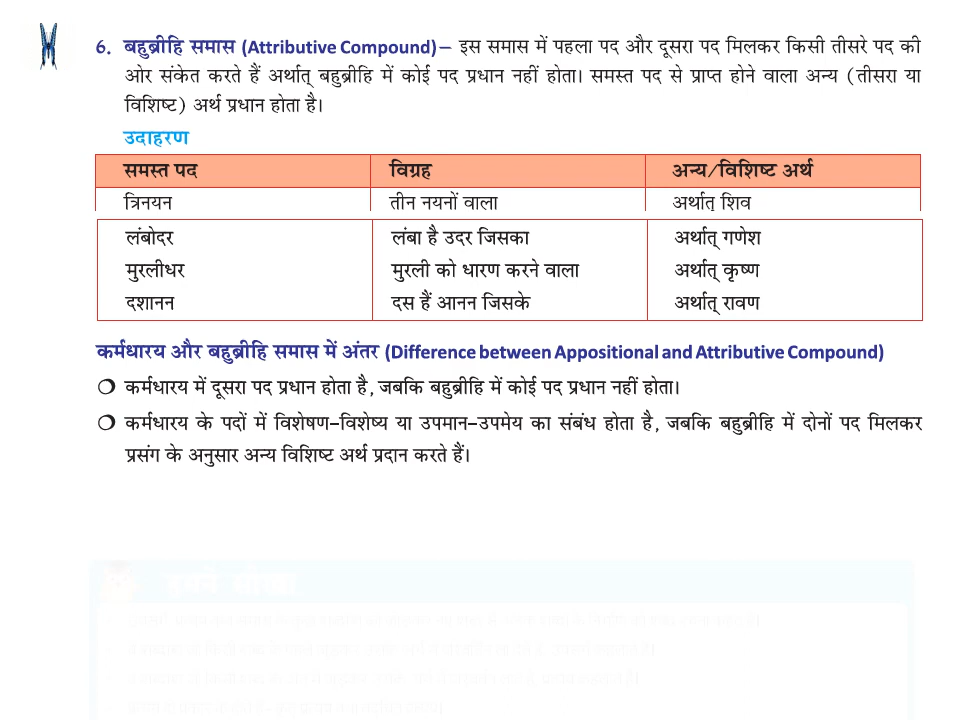 6. बहुब्रीहि समास (Attributive Compound)– इस समास में पहला पद और दूसरा पद मिलकर किसी तीसरे पद की
ओर संकेत करते हैं अर्थात् बहुब्रीहि में कोई पद प्रधान नहीं होता। समस्त पद से प्राप्त होने वाला अन्य (तीसरा या
विशिष्ट) अर्थ प्रधान होता है।
उदाहरण
समस्त पद विग्रह अन्य/विशिष्ट अर्थ
त्रिनयन तीन नयनों वाला अर्थात् शिव
लंबोदर लंबा है उदर जिसका अर्थात् गणेश
मुरलीधर मुरली को धारण करने वाला अर्थात् कृष्ण
दशानन दस हैं आनन जिसके अर्थात् रावण
कर्मधारय और बहुब्रीहि समास में अंतर (Difference between Appositional and Attributive Compound)
❍ कर्मधारय में दूसरा पद प्रधान होता है, जबकि बहुब्रीहि में कोई पद प्रधान नहीं होता।
❍ कर्मधारय के पदों में विशेषण–विशेष्य या उपमान–उपमेय का संबंध होता है, जबकि बहुब्रीहि में दोनों पद मिलकर
प्रसंग के अनुसार अन्य विशिष्ट अर्थ प्रदान करते हैं।